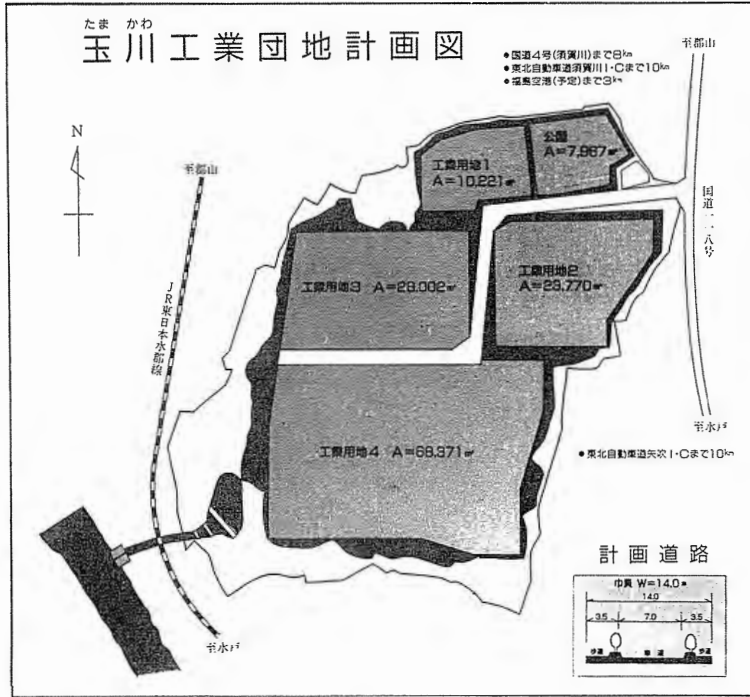 たま かわ
玉川工業団地計画図
●国道4号(須賀川)まで8km
●東北自動車道須賀川I・Cまで10km
●福島空港(予定)まで3km
至郡山
N
至郡山
公園
A=7,967㎡
工業用地1
A=10,221㎡
国道一一八号
工業用地2
A=23,770㎡
工業用地3 A=29,002㎡
JR東日本水郡線
至水戸
工業用地4 A=68,371㎡
●東北自動車道矢吹I・Cまで10km
至水戸
計画道路
巾員 W=14.0m
14.0
3.5 7.0 3.5
歩道 車道 歩道